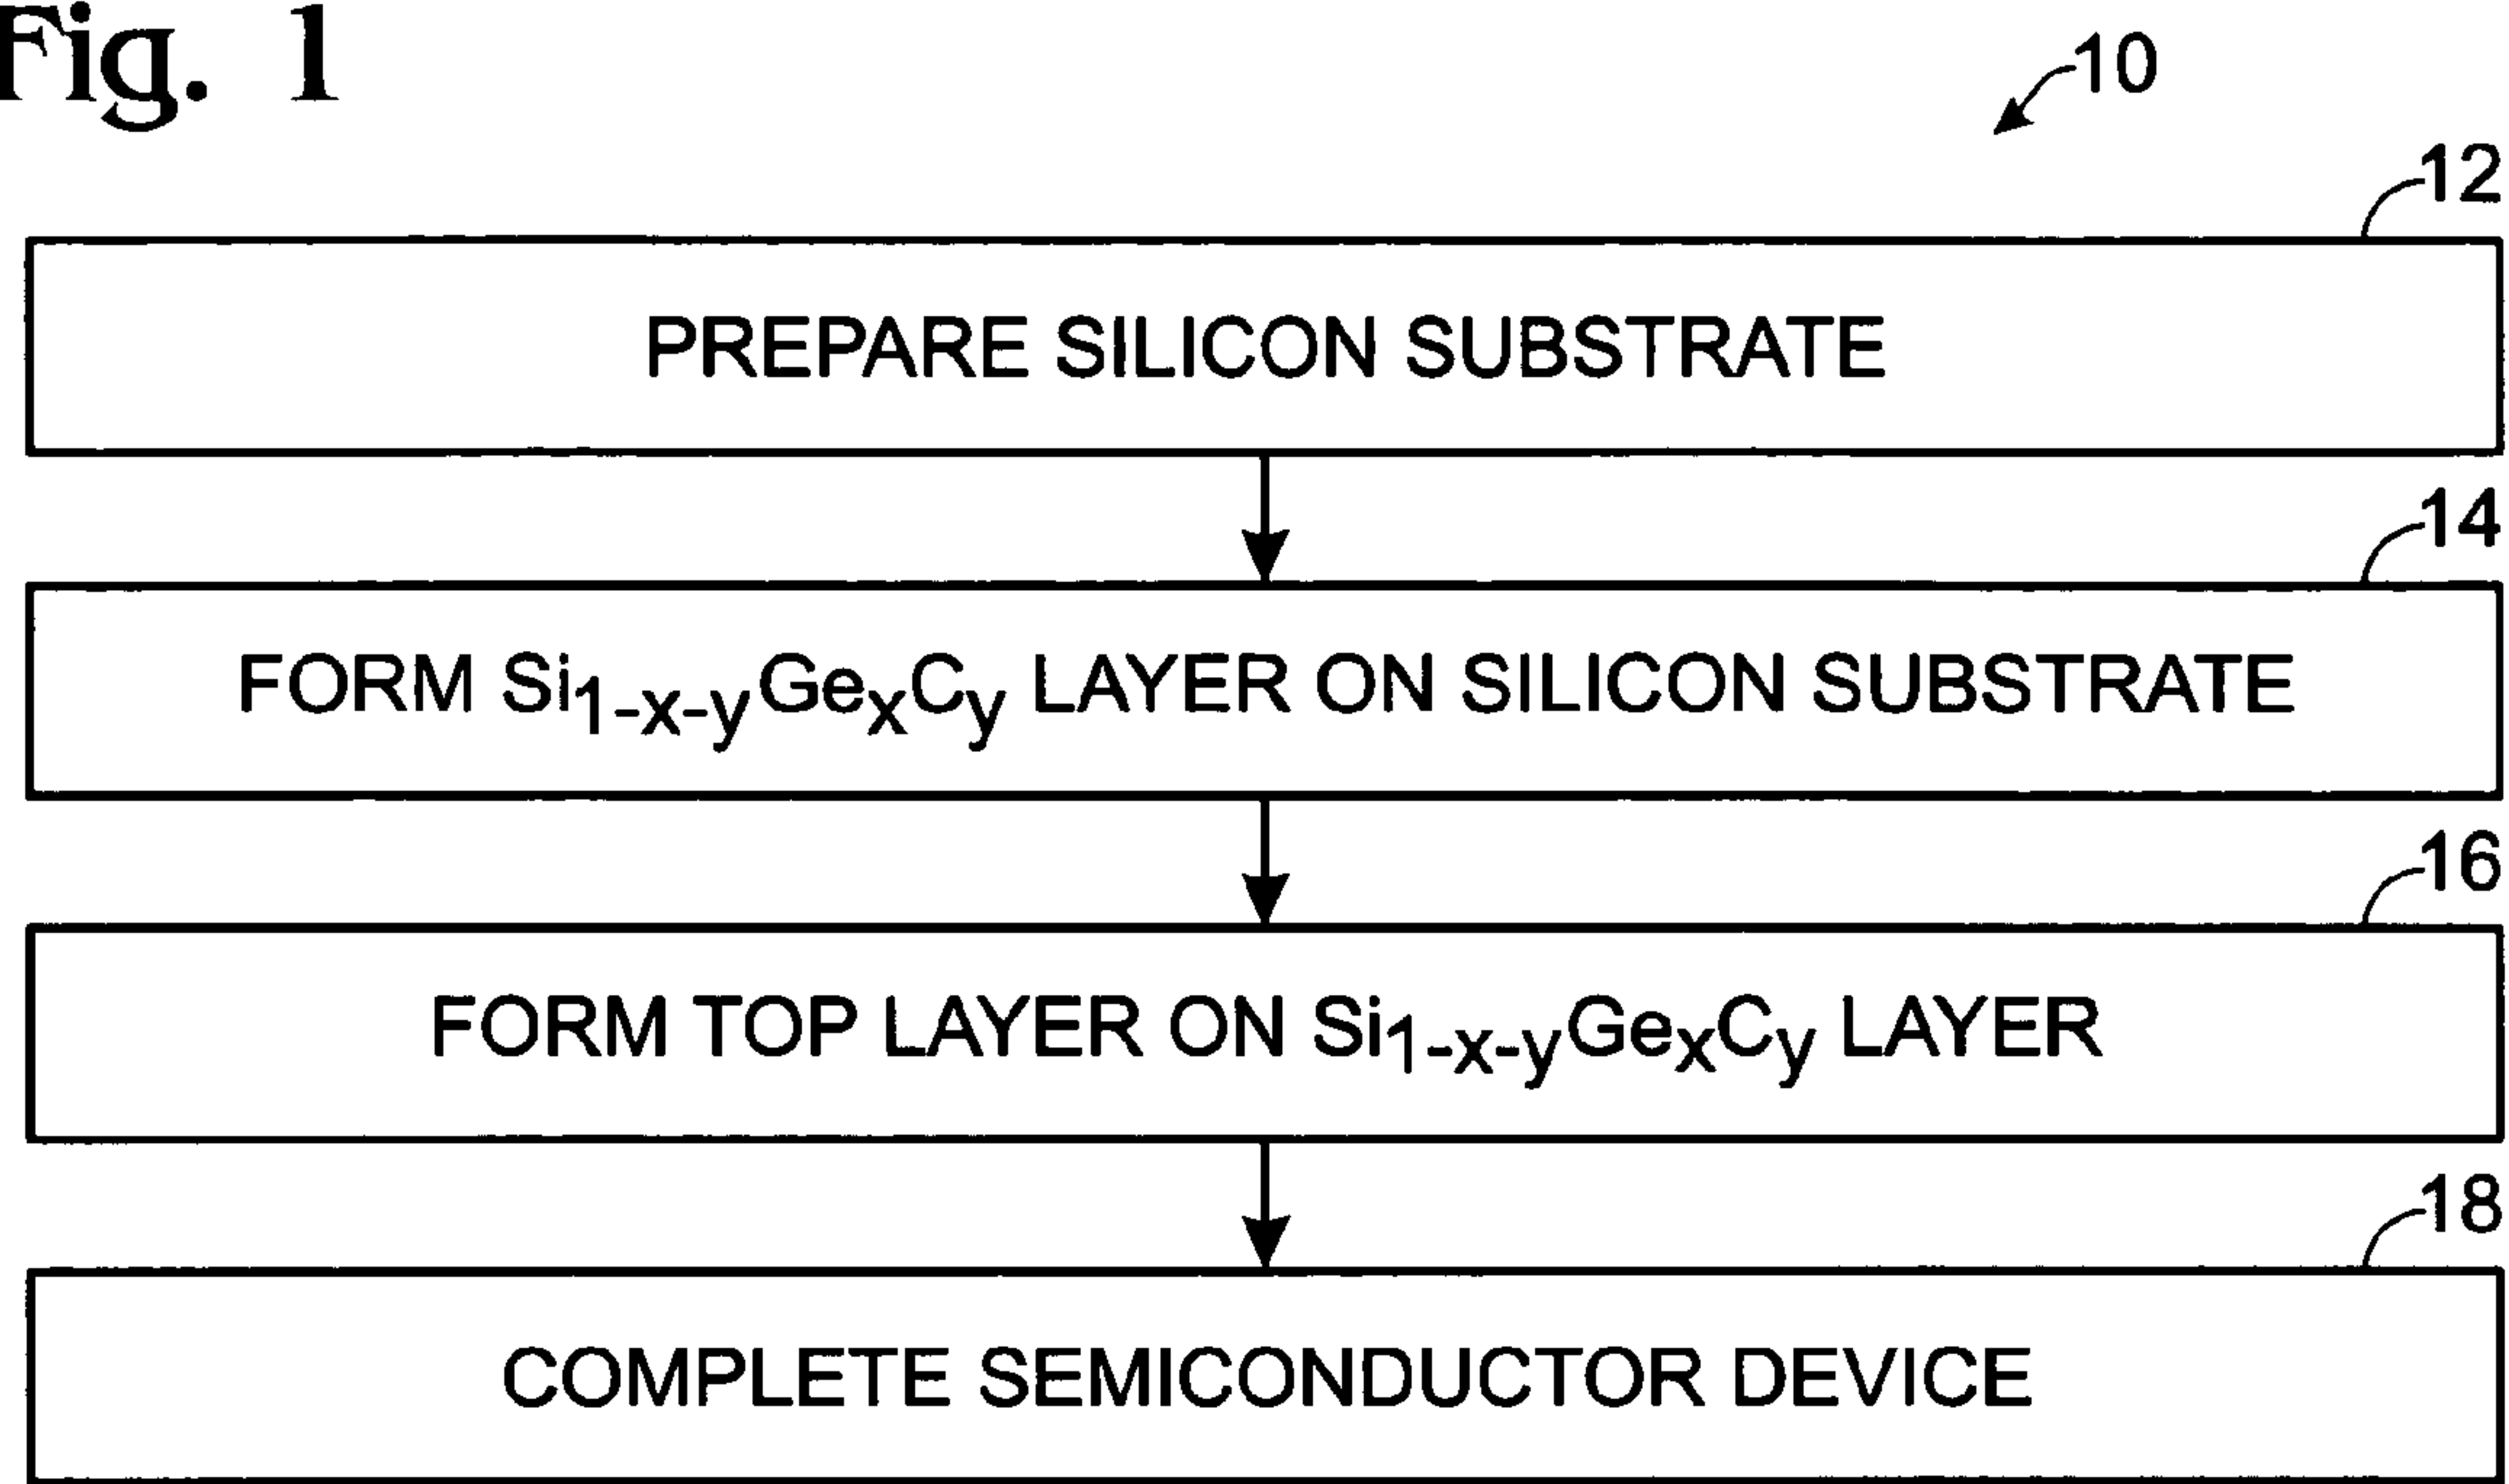 Fig. 1
10
12
PREPARE SILICON SUBSTRATE
14
FORM Si1-x-yGexCy LAYER ON SILICON SUBSTRATE
16
FORM TOP LAYER ON Si1-x-yGexCy LAYER
18
COMPLETE SEMICONDUCTOR DEVICE